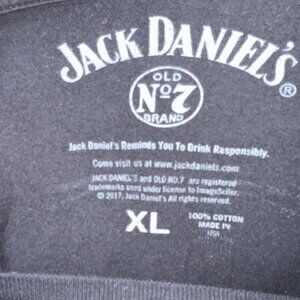 JACK DANIEL'S®
OLD
Nº7
BRAND
Jack Daniel's Reminds You To Drink Responsibly.
Come visit us at www.jackdaniels.com
JACK DANIEL'S and OLD NO.7 are registered
trademarks used under license to ImageSeller.
© 2017, Jack Daniel's All rights reserved.
XL
100% COTTON
MADE IN
USA